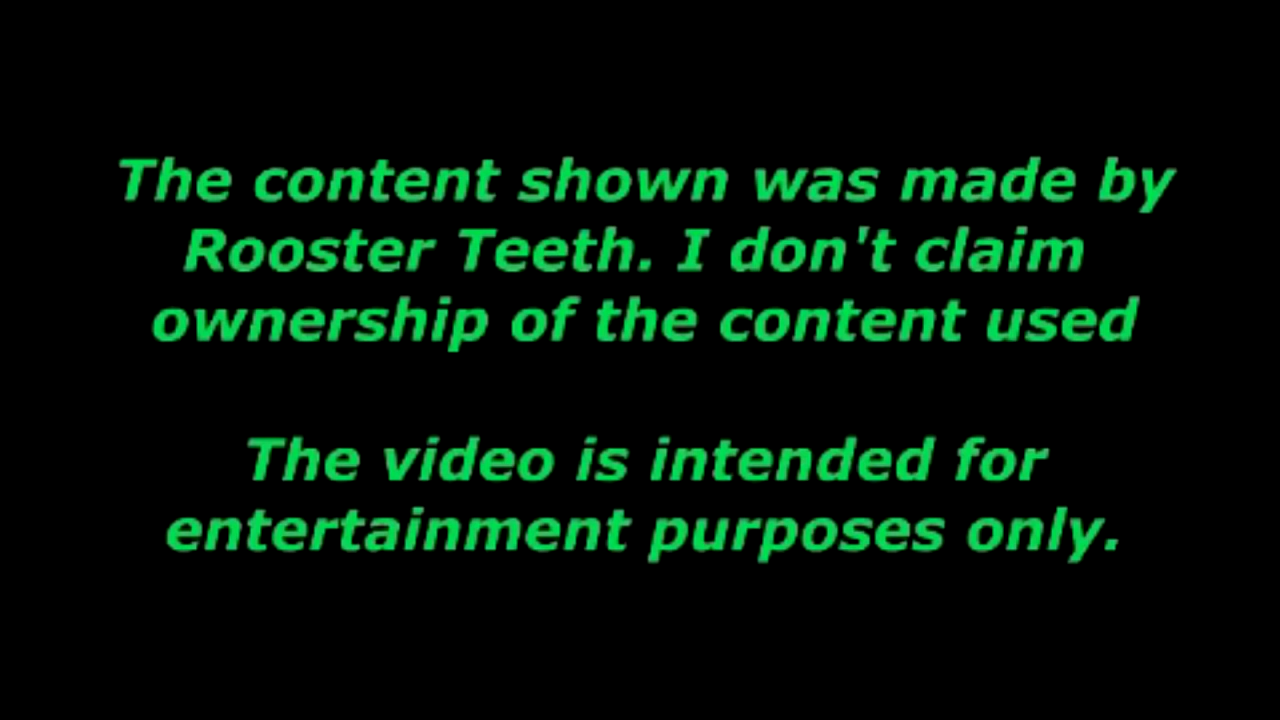 The content shown was made by
Rooster Teeth. I don't claim
ownership of the content used
The video is intended for
entertainment purposes only.